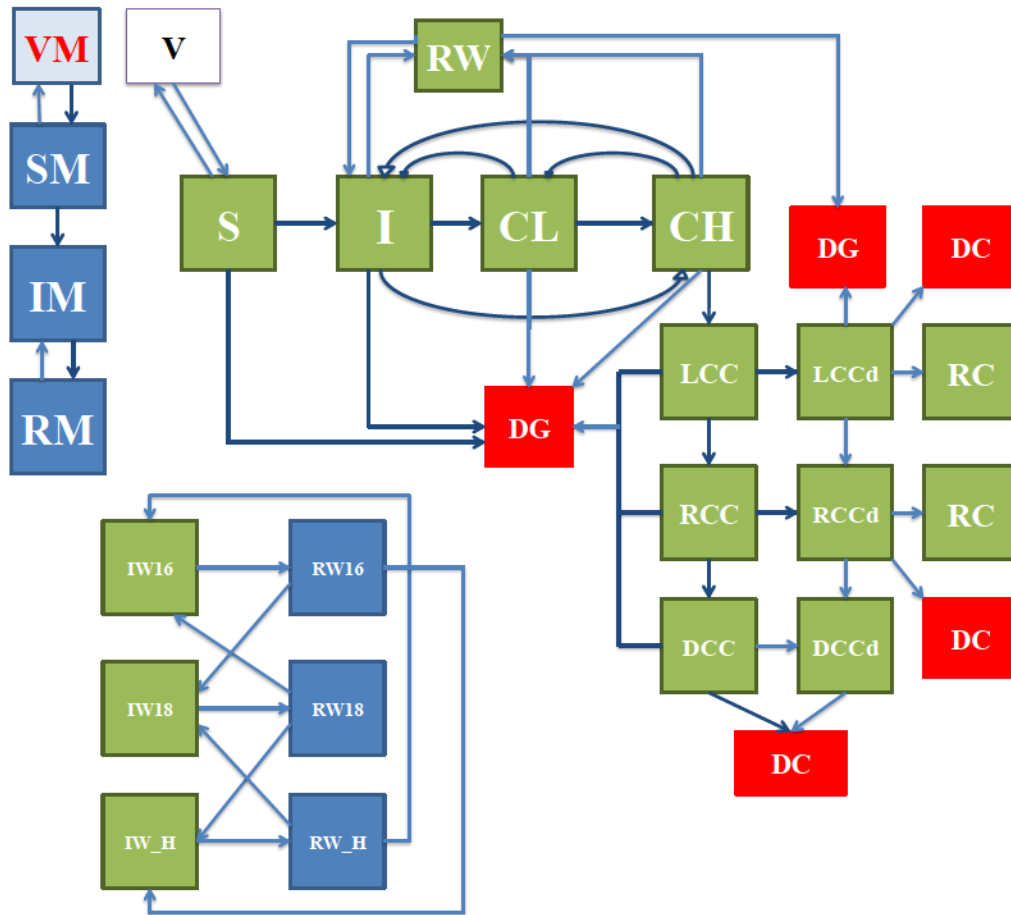 VM
V
RW
SM
S
I
CL
CH
DG
DC
IM
LCC
LCCd
RC
RM
DG
RCC
RCCd
RC
IW16
RW16
DCC
DCCd
DC
IW18
RW18
DC
IW_H
RW_H